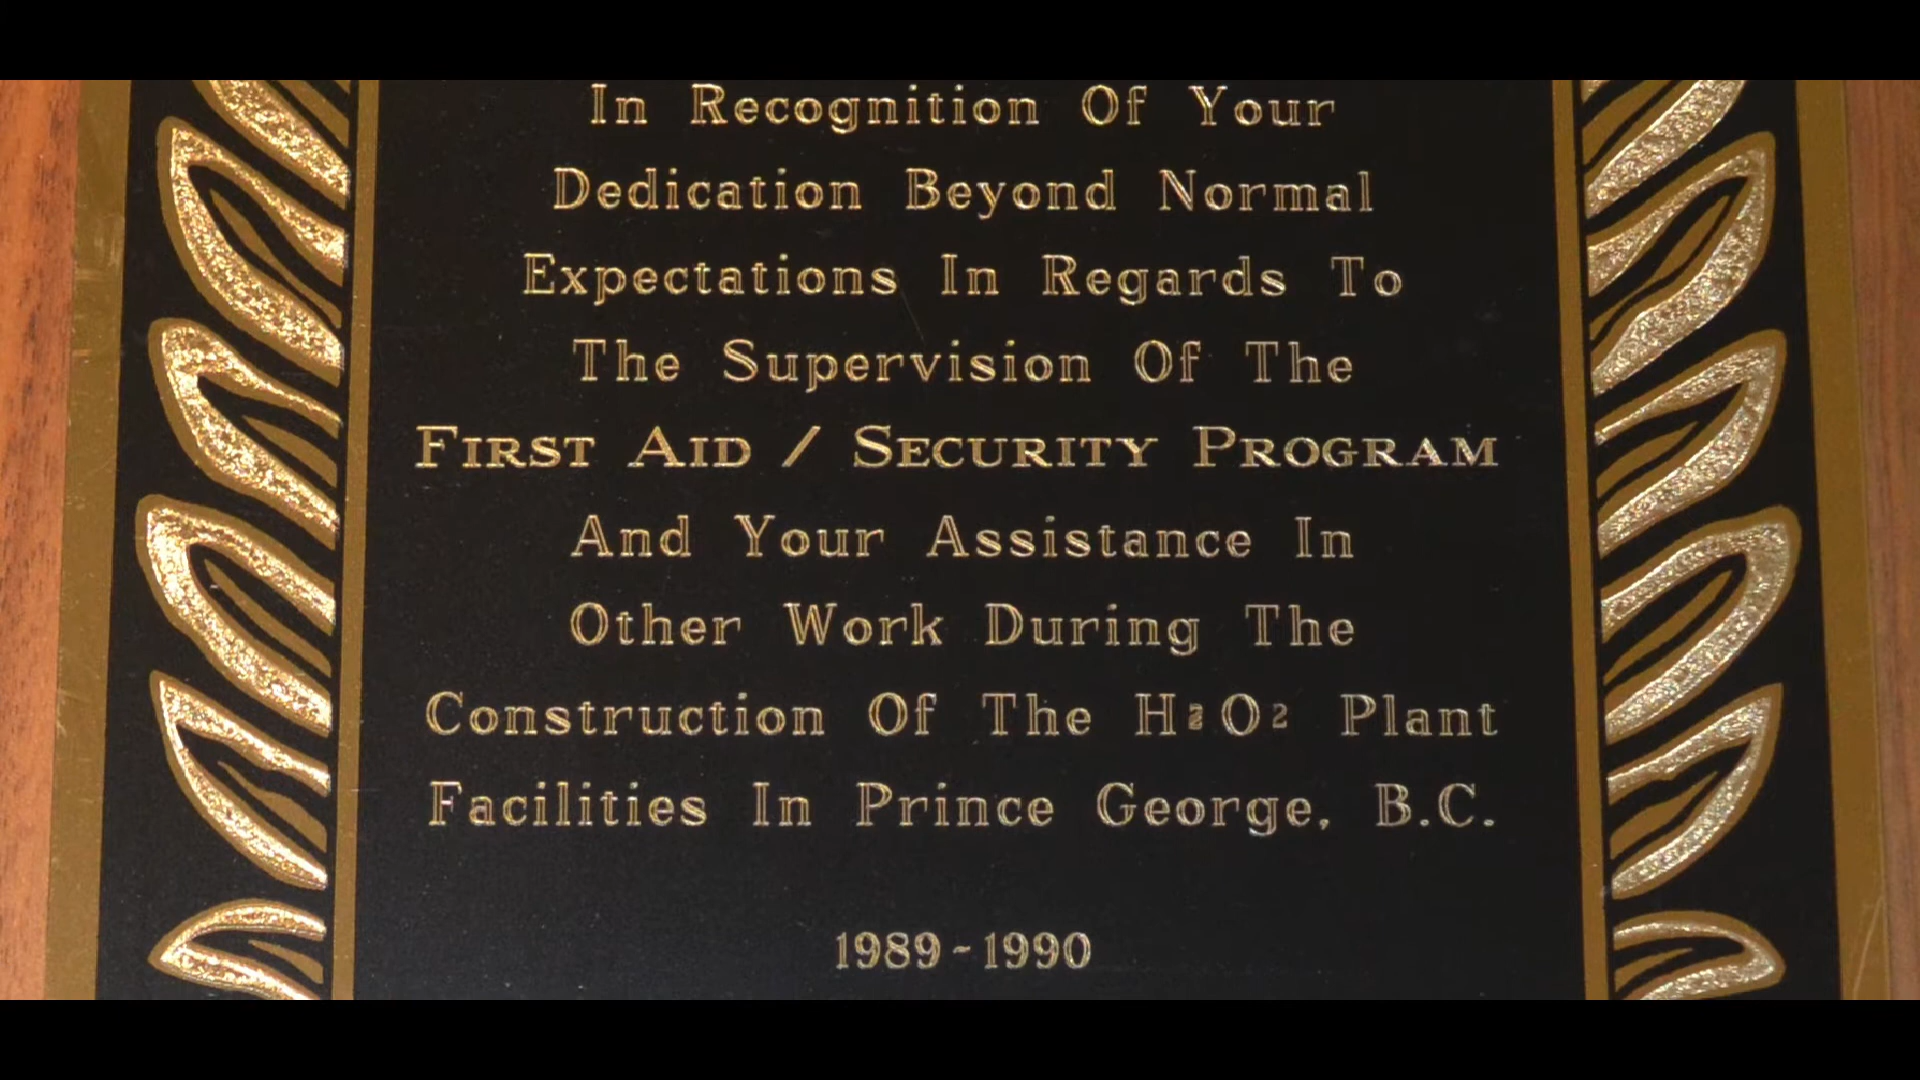 In Recognition Of Your
Dedication Beyond Normal
Expectations In Regards To
The Supervision Of The
FIRST AID / SECURITY PROGRAM
And Your Assistance In
Other Work During The
Construction Of The H₂O₂ Plant
Facilities In Prince George, B.C.
1989-1990